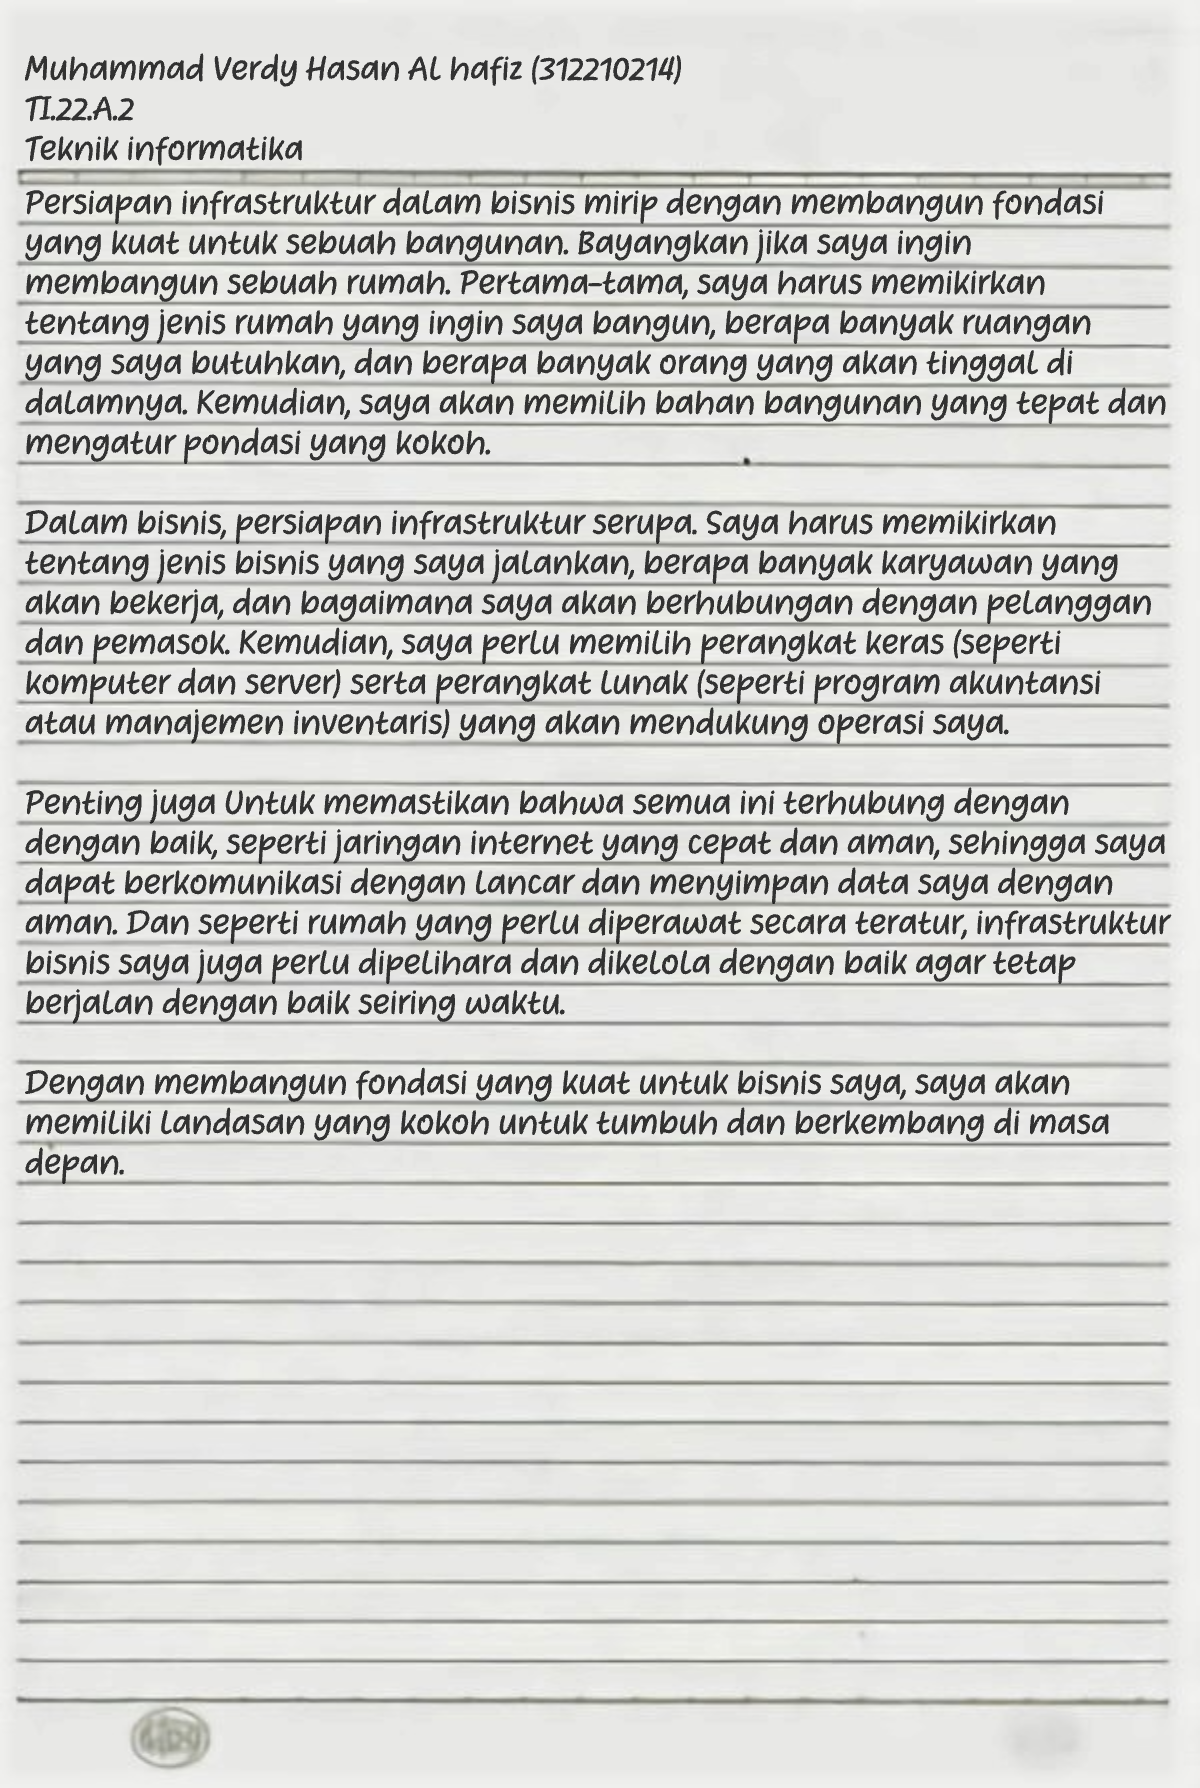 Muhammad Verdy Hasan Al hafiz (312210214)
TI.22.A.2
Teknik informatika
Persiapan infrastruktur dalam bisnis mirip dengan membangun fondasi
yang kuat untuk sebuah bangunan. Bayangkan jika saya ingin
membangun sebuah rumah. Pertama-tama, saya harus memikirkan
tentang jenis rumah yang ingin saya bangun, berapa banyak ruangan
yang saya butuhkan, dan berapa banyak orang yang akan tinggal di
dalamnya. Kemudian, saya akan memilih bahan bangunan yang tepat dan
mengatur pondasi yang kokoh.
Dalam bisnis, persiapan infrastruktur serupa. Saya harus memikirkan
tentang jenis bisnis yang saya jalankan, berapa banyak karyawan yang
akan bekerja, dan bagaimana saya akan berhubungan dengan pelanggan
dan pemasok. Kemudian, saya perlu memilih perangkat keras (seperti
komputer dan server) serta perangkat lunak (seperti program akuntansi
atau manajemen inventaris) yang akan mendukung operasi saya.
Penting juga Untuk memastikan bahwa semua ini terhubung dengan
dengan baik, seperti jaringan internet yang cepat dan aman, sehingga saya
dapat berkomunikasi dengan lancar dan menyimpan data saya dengan
aman. Dan seperti rumah yang perlu diperawat secara teratur, infrastruktur
bisnis saya juga perlu dipelihara dan dikelola dengan baik agar tetap
berjalan dengan baik seiring waktu.
Dengan membangun fondasi yang kuat untuk bisnis saya, saya akan
memiliki landasan yang kokoh untuk tumbuh dan berkembang di masa
depan.